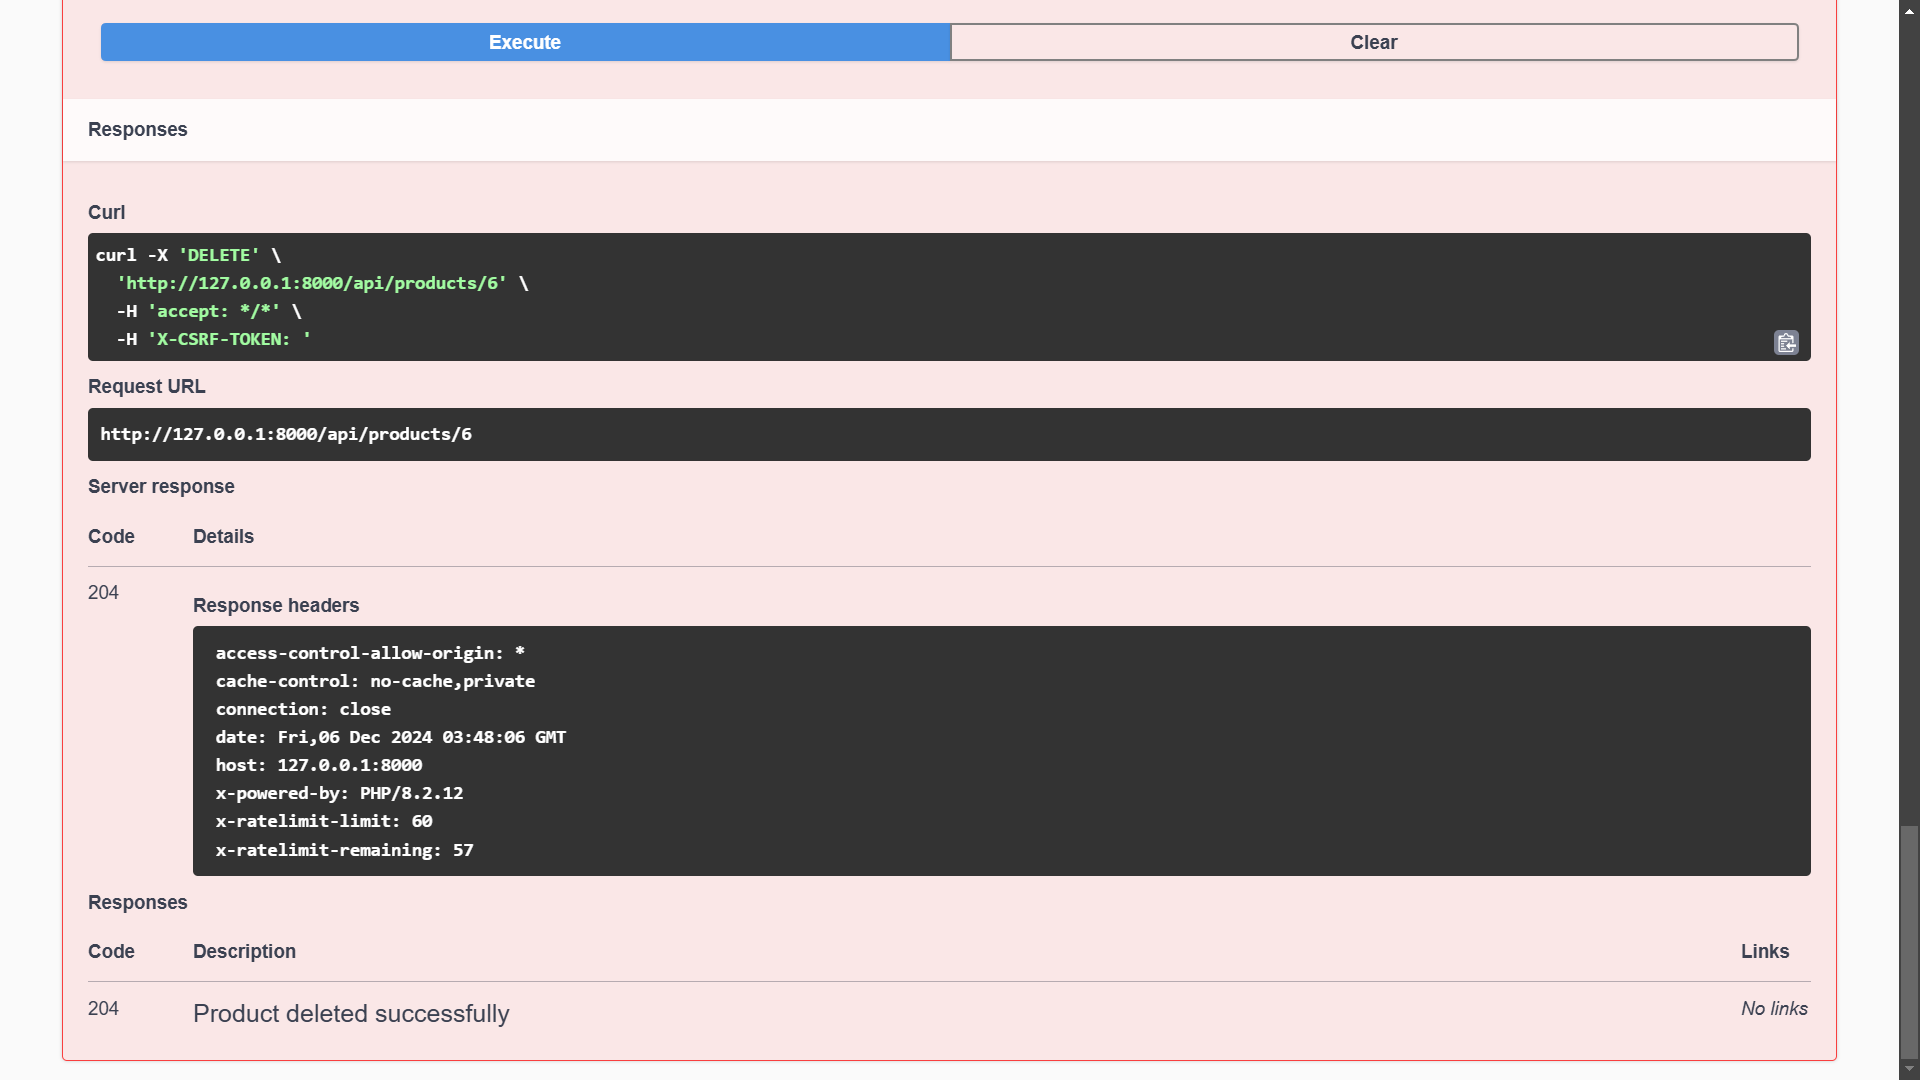 Execute
Clear
Responses
Curl
curl -X 'DELETE' \
'http://127.0.0.1:8000/api/products/6' \
-H 'accept: */*' \
-H 'X-CSRF-TOKEN: '
Request URL
http://127.0.0.1:8000/api/products/6
Server response
Code Details
204
Response headers
access-control-allow-origin: *
cache-control: no-cache,private
connection: close
date: Fri,06 Dec 2024 03:48:06 GMT
host: 127.0.0.1:8000
x-powered-by: PHP/8.2.12
x-ratelimit-limit: 60
x-ratelimit-remaining: 57
Responses
Code Description Links
204 Product deleted successfully No links